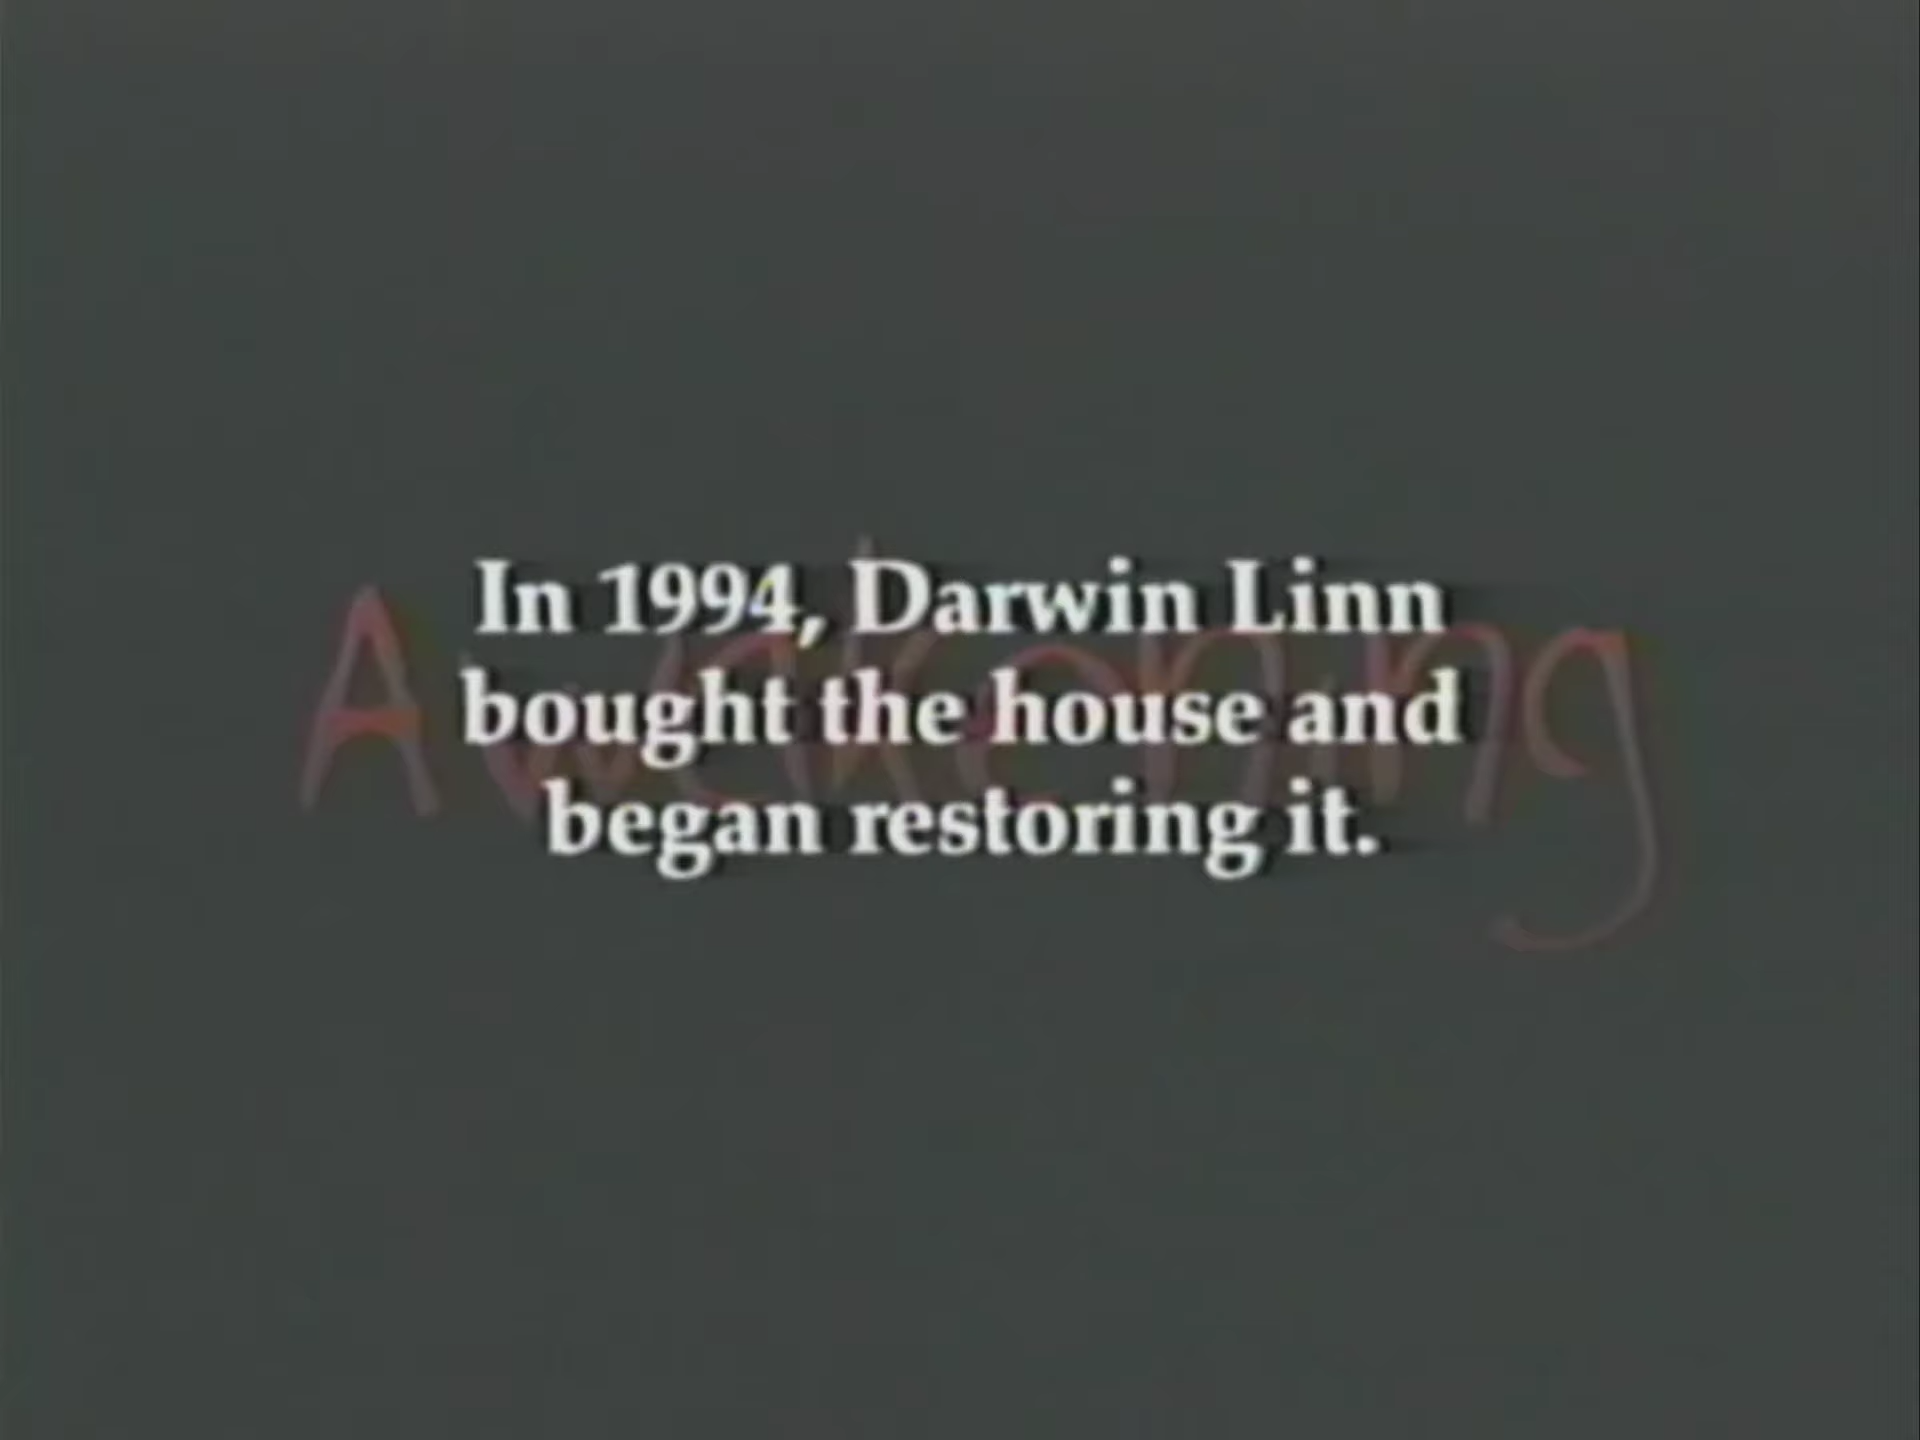 In 1994, Darwin Linn
bought the house and
began restoring it.
Awakening